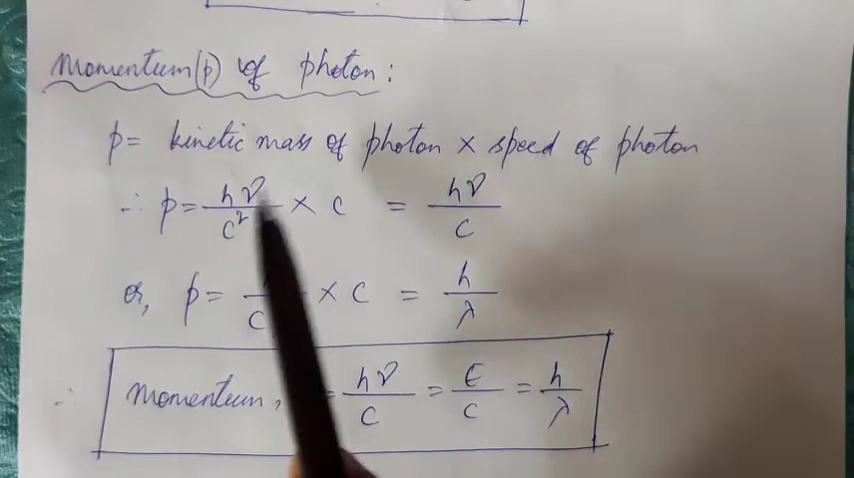 Momentum(p) of photon:
p = kinetic mass of photon × speed of photon
∴ p = hν/c² × c = hν/c
or, p = × c = h/λ
∴ Momentum, = hν/c = E/c = h/λ